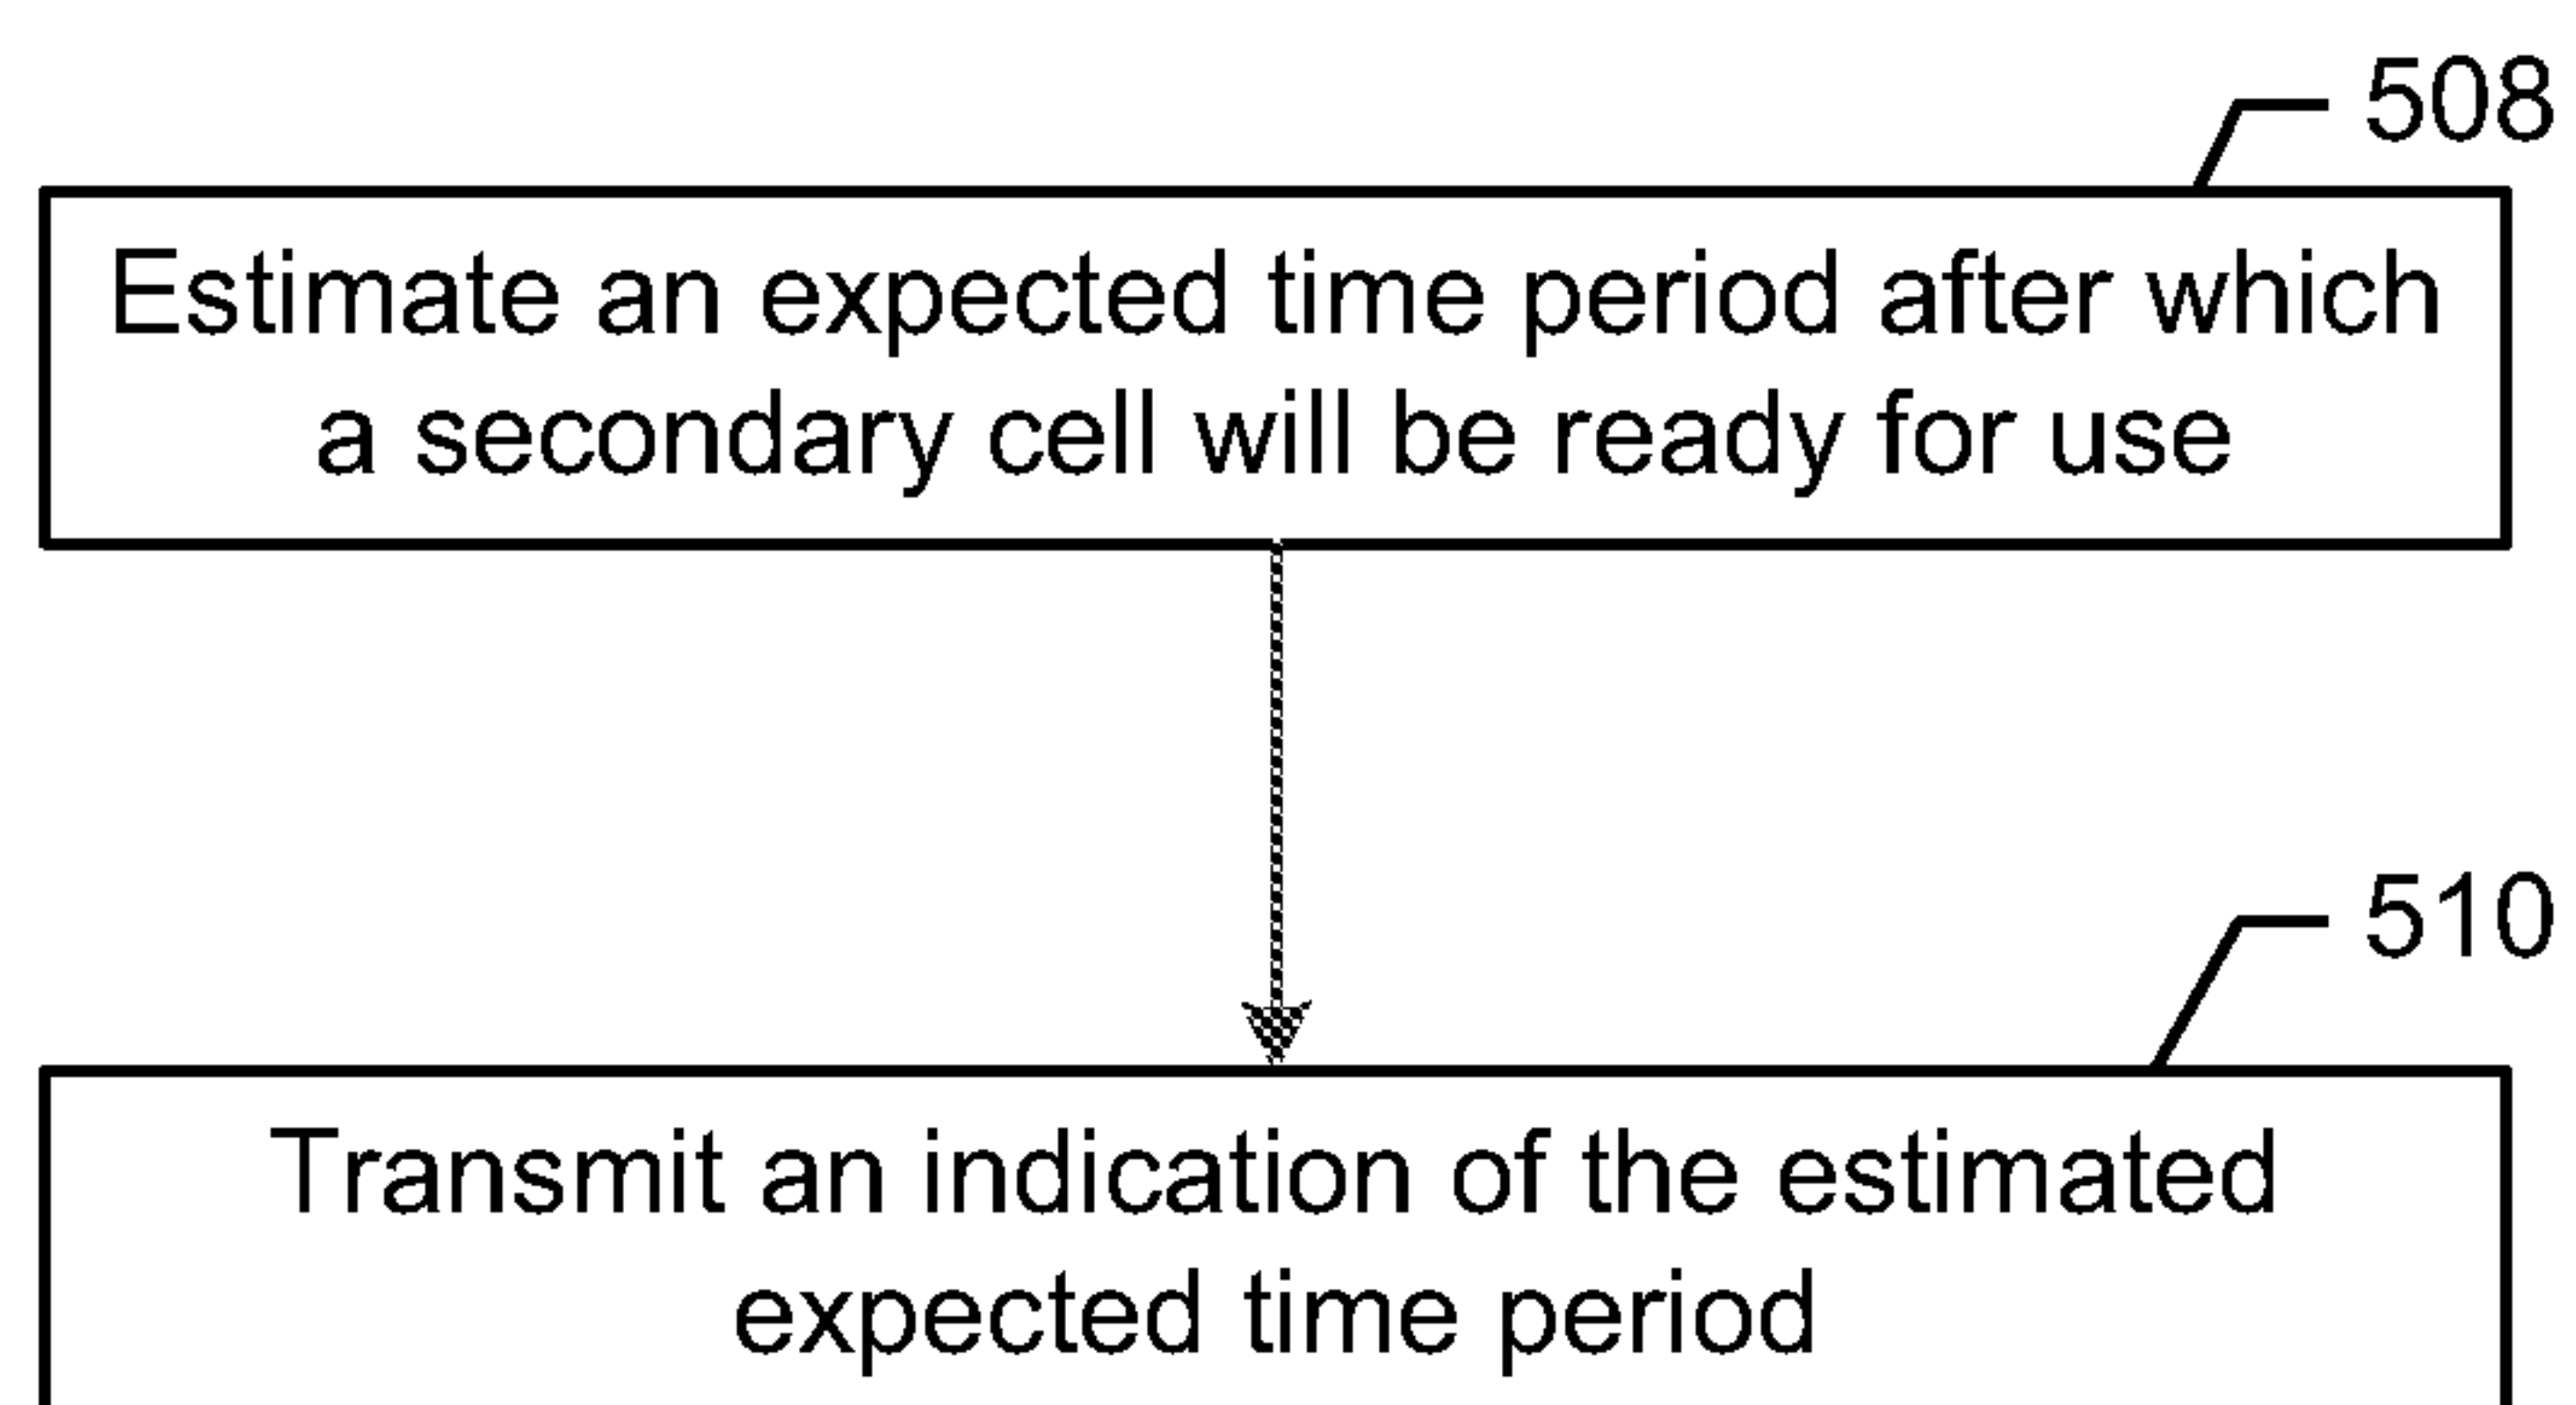 508
Estimate an expected time period after which
a secondary cell will be ready for use
510
Transmit an indication of the estimated
expected time period